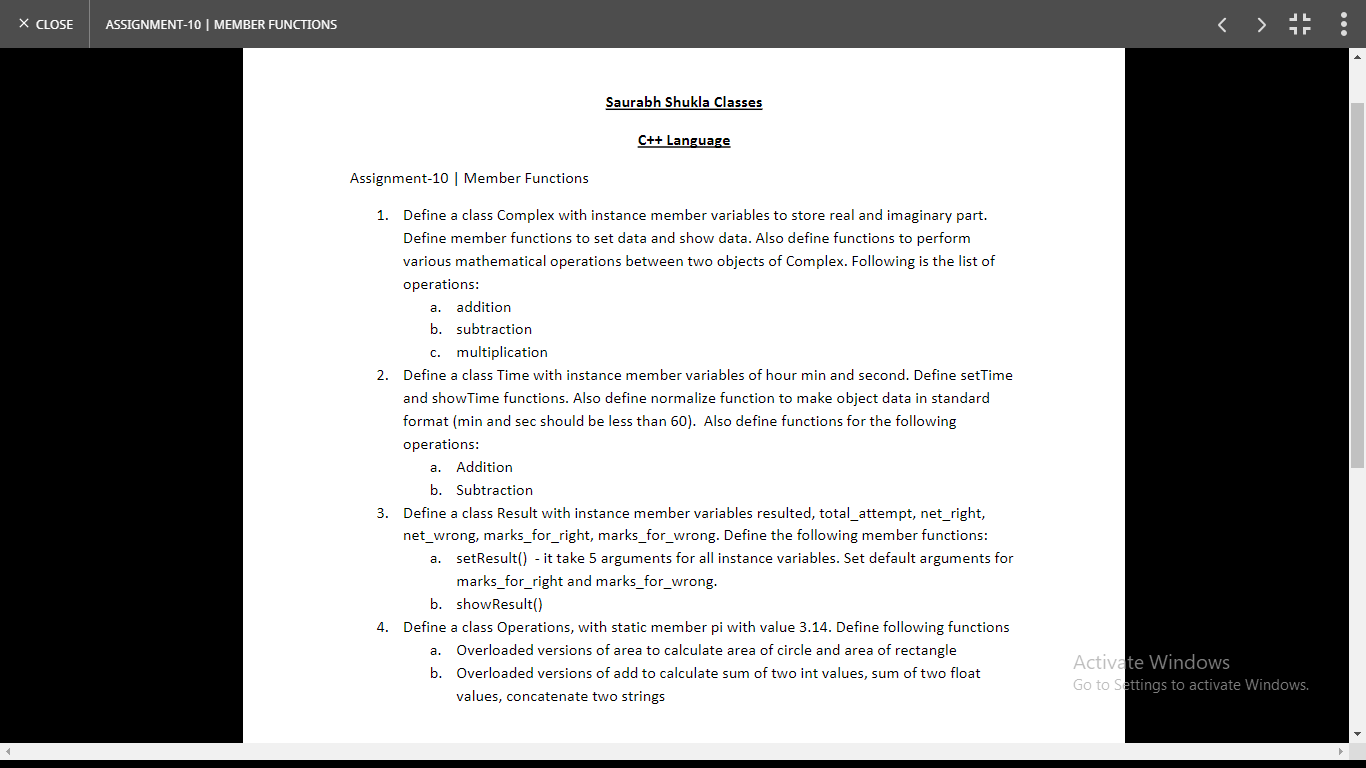 × CLOSE
ASSIGNMENT-10 | MEMBER FUNCTIONS
Saurabh Shukla Classes
C++ Language
Assignment-10 | Member Functions
1. Define a class Complex with instance member variables to store real and imaginary part.
Define member functions to set data and show data. Also define functions to perform
various mathematical operations between two objects of Complex. Following is the list of
operations:
a. addition
b. subtraction
c. multiplication
2. Define a class Time with instance member variables of hour min and second. Define setTime
and showTime functions. Also define normalize function to make object data in standard
format (min and sec should be less than 60). Also define functions for the following
operations:
a. Addition
b. Subtraction
3. Define a class Result with instance member variables resulted, total_attempt, net_right,
net_wrong, marks_for_right, marks_for_wrong. Define the following member functions:
a. setResult() - it take 5 arguments for all instance variables. Set default arguments for
marks_for_right and marks_for_wrong.
b. showResult()
4. Define a class Operations, with static member pi with value 3.14. Define following functions
a. Overloaded versions of area to calculate area of circle and area of rectangle
b. Overloaded versions of add to calculate sum of two int values, sum of two float
values, concatenate two strings
Activate Windows
Go to Settings to activate Windows.